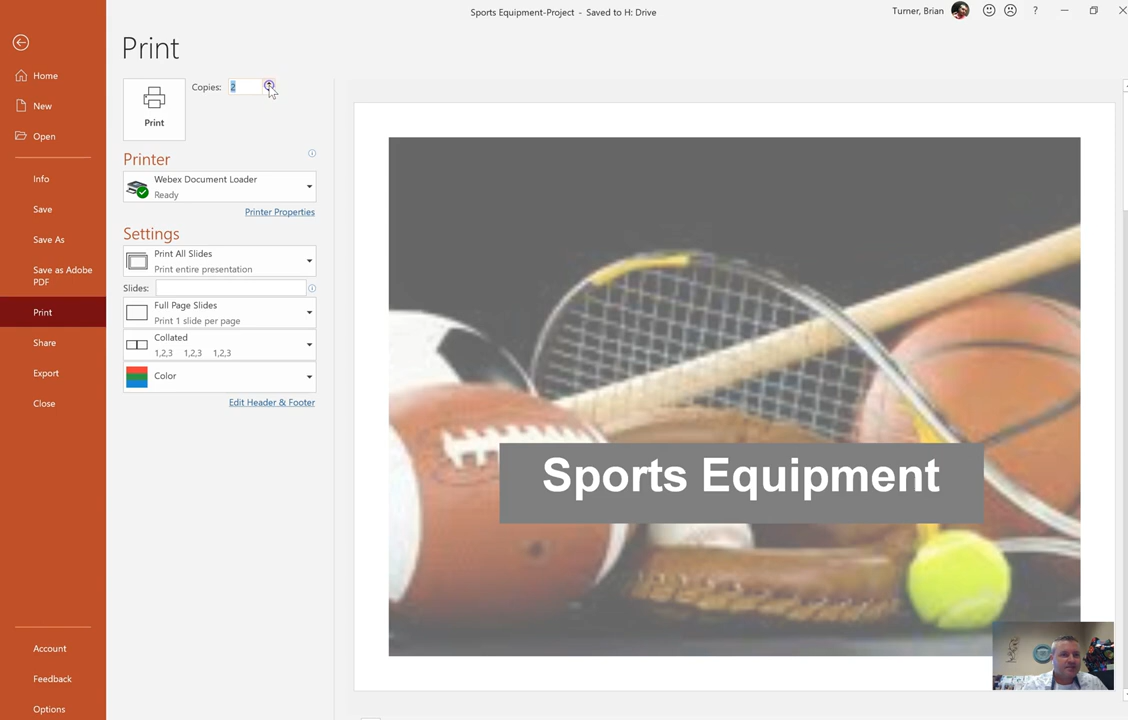 Sports Equipment-Project - Saved to H: Drive
Turner, Brian
?
Print
Home
New
Open
Info
Save
Save As
Save as Adobe
PDF
Print
Share
Export
Close
Account
Feedback
Options
Print
Copies: 2
Printer
Webex Document Loader
Ready
Printer Properties
Settings
Print All Slides
Print entire presentation
Slides:
Full Page Slides
Print 1 slide per page
Collated
1,2,3 1,2,3 1,2,3
Color
Edit Header & Footer
Sports Equipment